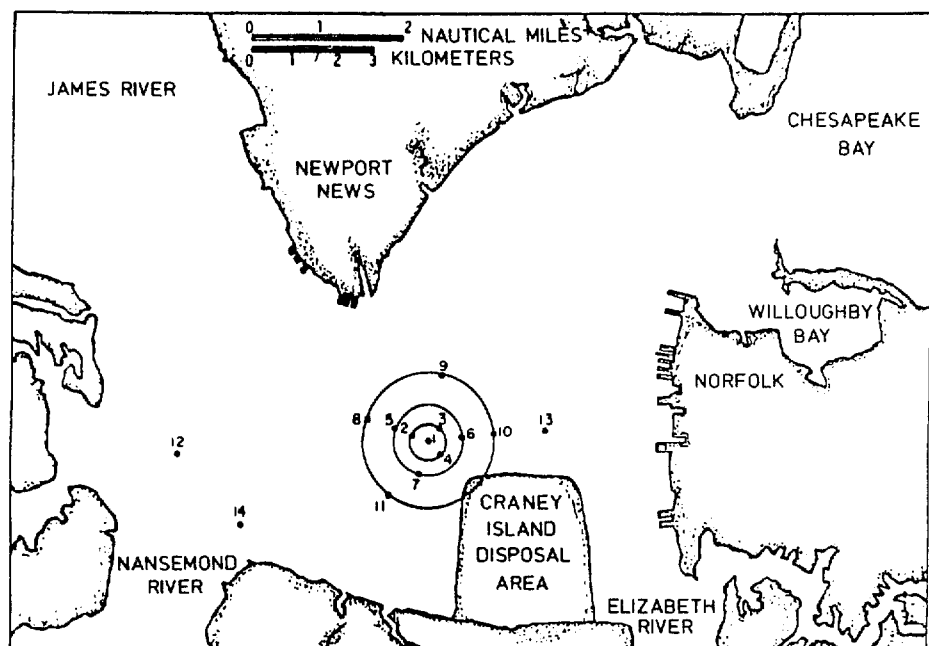 0 1 2 NAUTICAL MILES
0 1 2 3 KILOMETERS
JAMES RIVER
CHESAPEAKE
BAY
NEWPORT
NEWS
WILLOUGHBY
BAY
NORFOLK
9
8
5
2
3
1
6
10
13
12
4
7
11
14
CRANEY
ISLAND
DISPOSAL
AREA
NANSEMOND
RIVER
ELIZABETH
RIVER